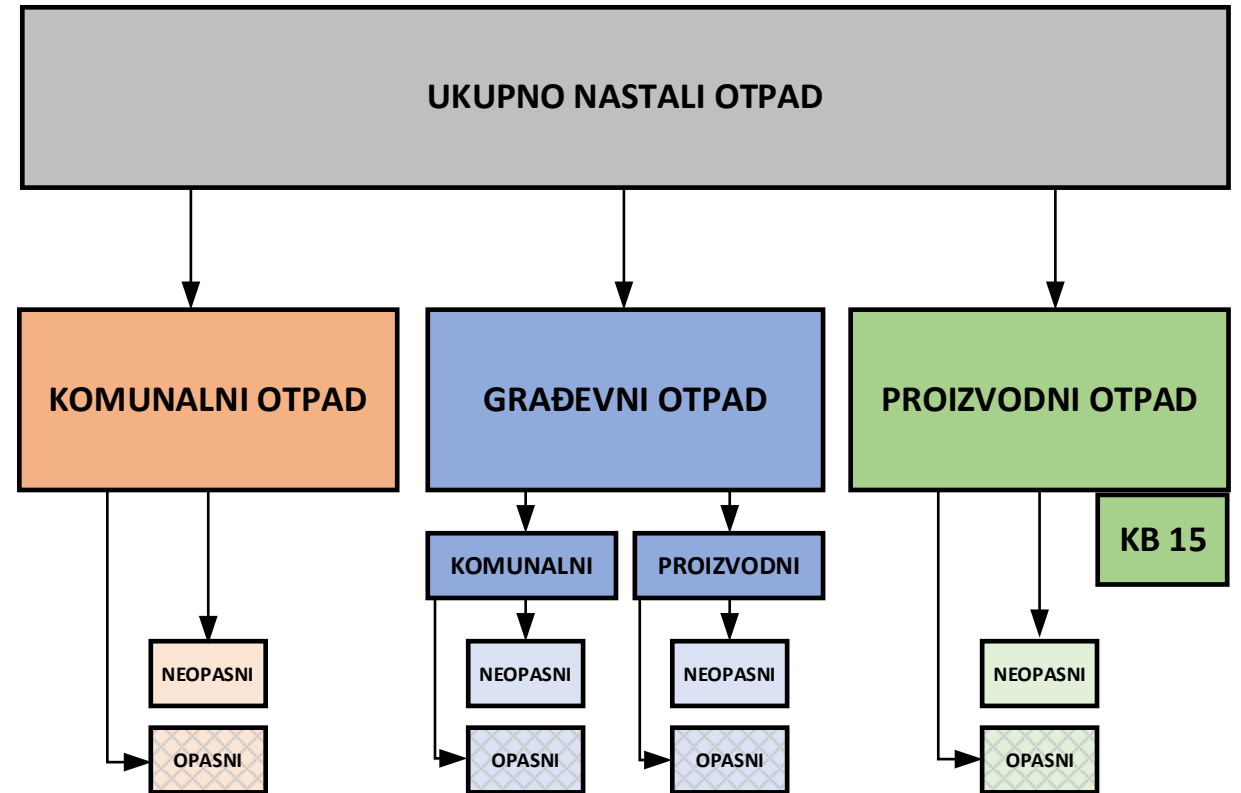 UKUPNO NASTALI OTPAD
KOMUNALNI OTPAD
GRAĐEVNI OTPAD
PROIZVODNI OTPAD
KB 15
KOMUNALNI
PROIZVODNI
NEOPASNI
NEOPASNI
NEOPASNI
NEOPASNI
OPASNI
OPASNI
OPASNI
OPASNI